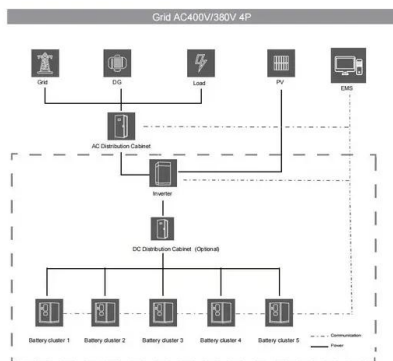 Grid AC400V/380V 4P
Grid
DG
Load
PV
EMS
AC Distribution Cabinet
Inverter
DC Distribution Cabinet (Optional)
Battery cluster 1
Battery cluster 2
Battery cluster 3
Battery cluster 4
Battery cluster 5
Communication
Power